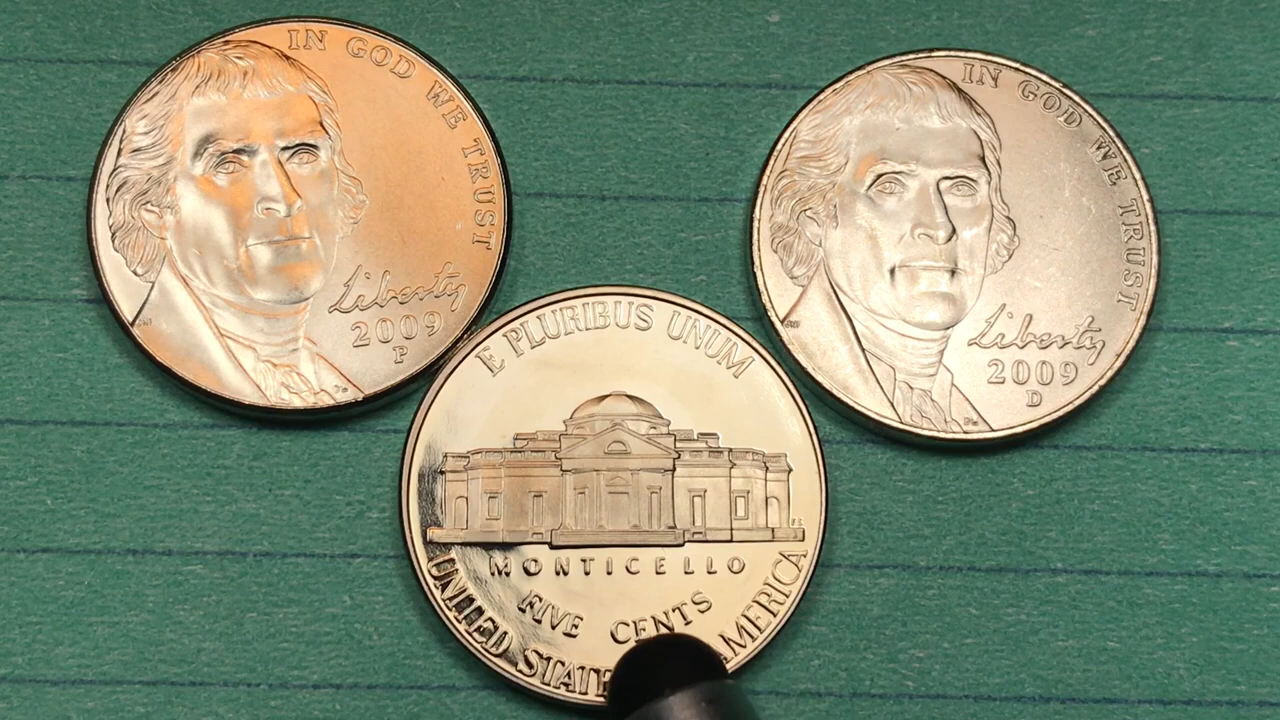 IN GOD WE TRUST
Liberty
2009
P
IN GOD WE TRUST
Liberty
2009
D
E PLURIBUS UNUM
MONTICELLO
FIVE CENTS
UNITED STATE AMERICA